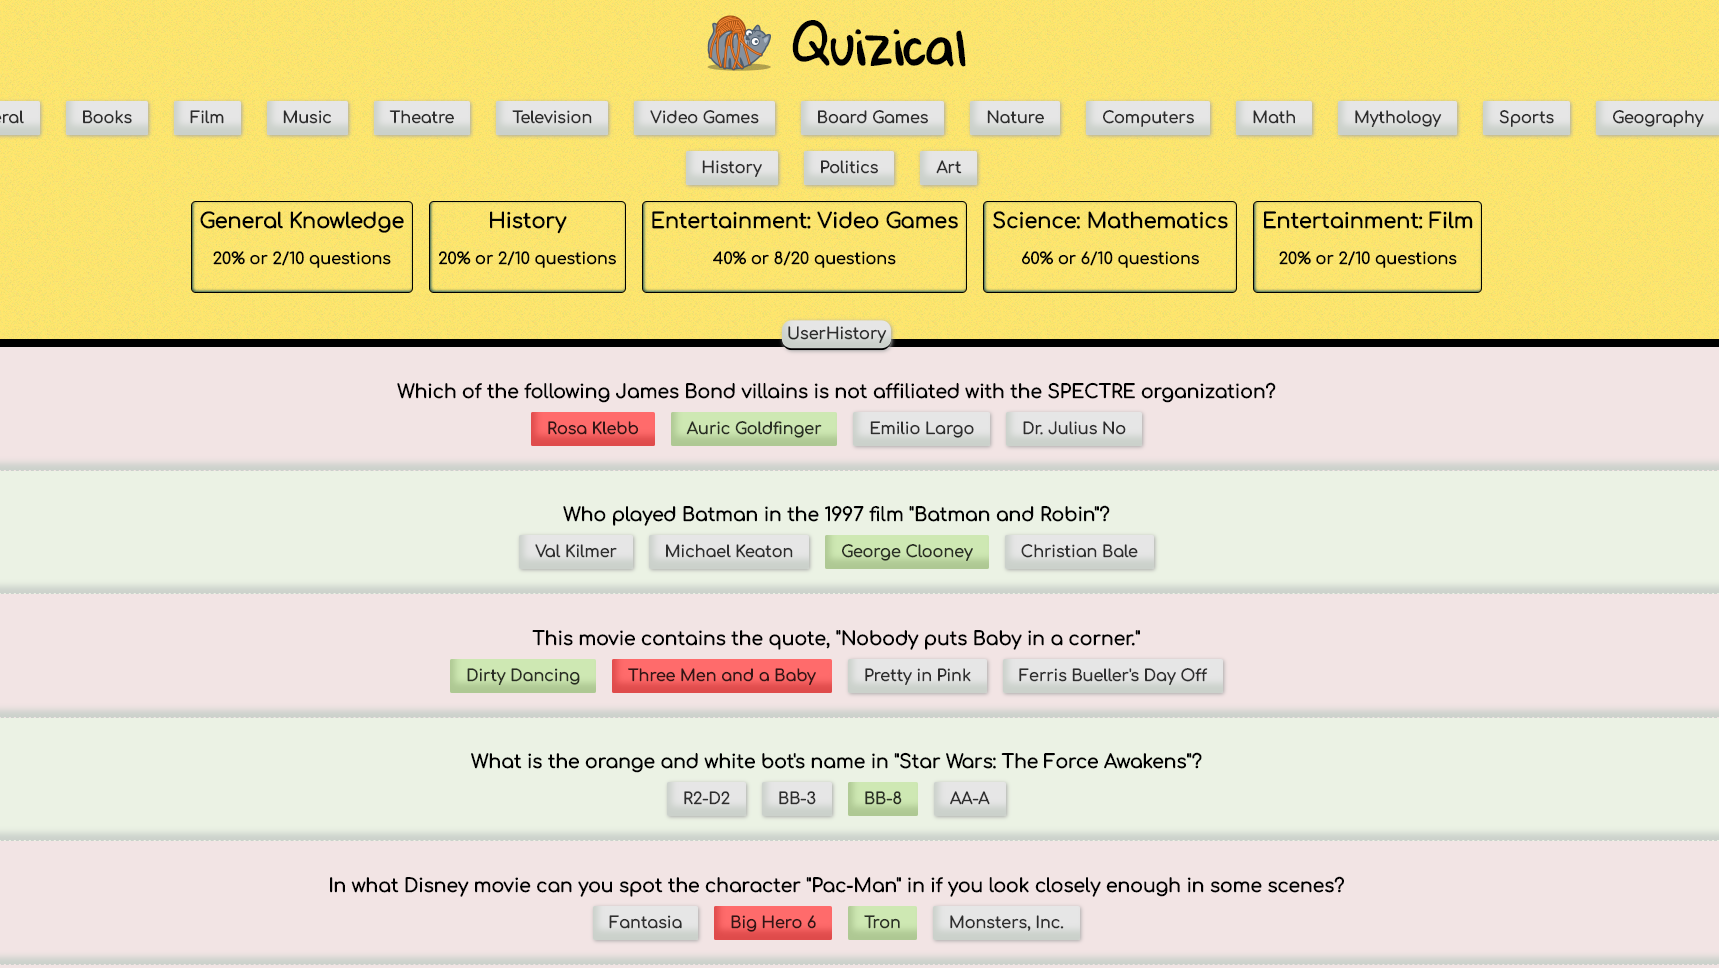 Quizical
ral Books Film Music Theatre Television Video Games Board Games Nature Computers Math Mythology Sports Geography
History Politics Art
General Knowledge History Entertainment: Video Games Science: Mathematics Entertainment: Film
20% or 2/10 questions 20% or 2/10 questions 40% or 8/20 questions 60% or 6/10 questions 20% or 2/10 questions
UserHistory
Which of the following James Bond villains is not affiliated with the SPECTRE organization?
Rosa Klebb Auric Goldfinger Emilio Largo Dr. Julius No
Who played Batman in the 1997 film "Batman and Robin"?
Val Kilmer Michael Keaton George Clooney Christian Bale
This movie contains the quote, "Nobody puts Baby in a corner."
Dirty Dancing Three Men and a Baby Pretty in Pink Ferris Bueller's Day Off
What is the orange and white bot's name in "Star Wars: The Force Awakens"?
R2-D2 BB-3 BB-8 AA-A
In what Disney movie can you spot the character "Pac-Man" in if you look closely enough in some scenes?
Fantasia Big Hero 6 Tron Monsters, Inc.